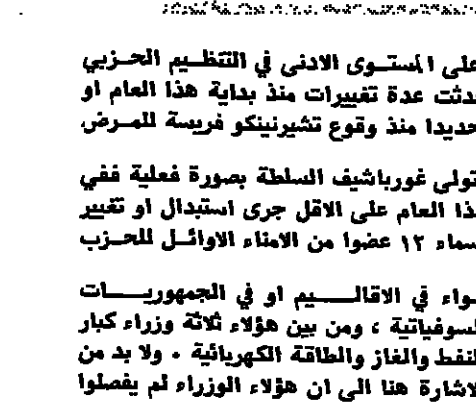 على المستوى الادنى في التنظيم الحزبي
حدثت عدة تغييرات منذ بداية هذا العام او
تحديدا منذ وقوع تشيرنينكو فريسة للمرض
تولى غورباشيف السلطة بصورة فعلية ففي
هذا العام على الاقل جرى استبدال او تغيير
اسماء ١٢ عضوا من الامناء الاوائل للحزب
سواء في الاقاليم او في الجمهوريات
السوفياتية ، ومن بين هؤلاء ثلاثة وزراء كبار
للنفط والغاز والطاقة الكهربائية . ولا بد من
الاشارة هنا الى ان هؤلاء الوزراء لم يفصلوا